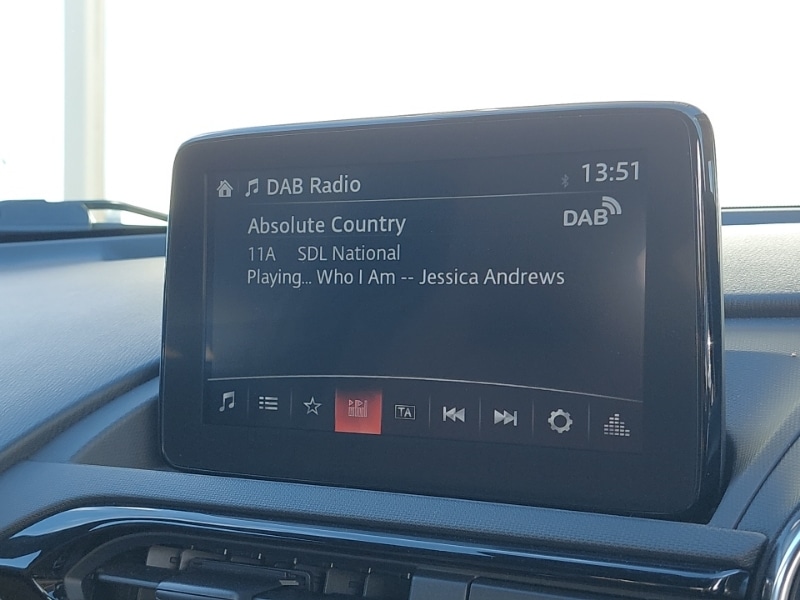 DAB Radio 13:51
Absolute Country DAB
11A SDL National
Playing... Who I Am -- Jessica Andrews
TA